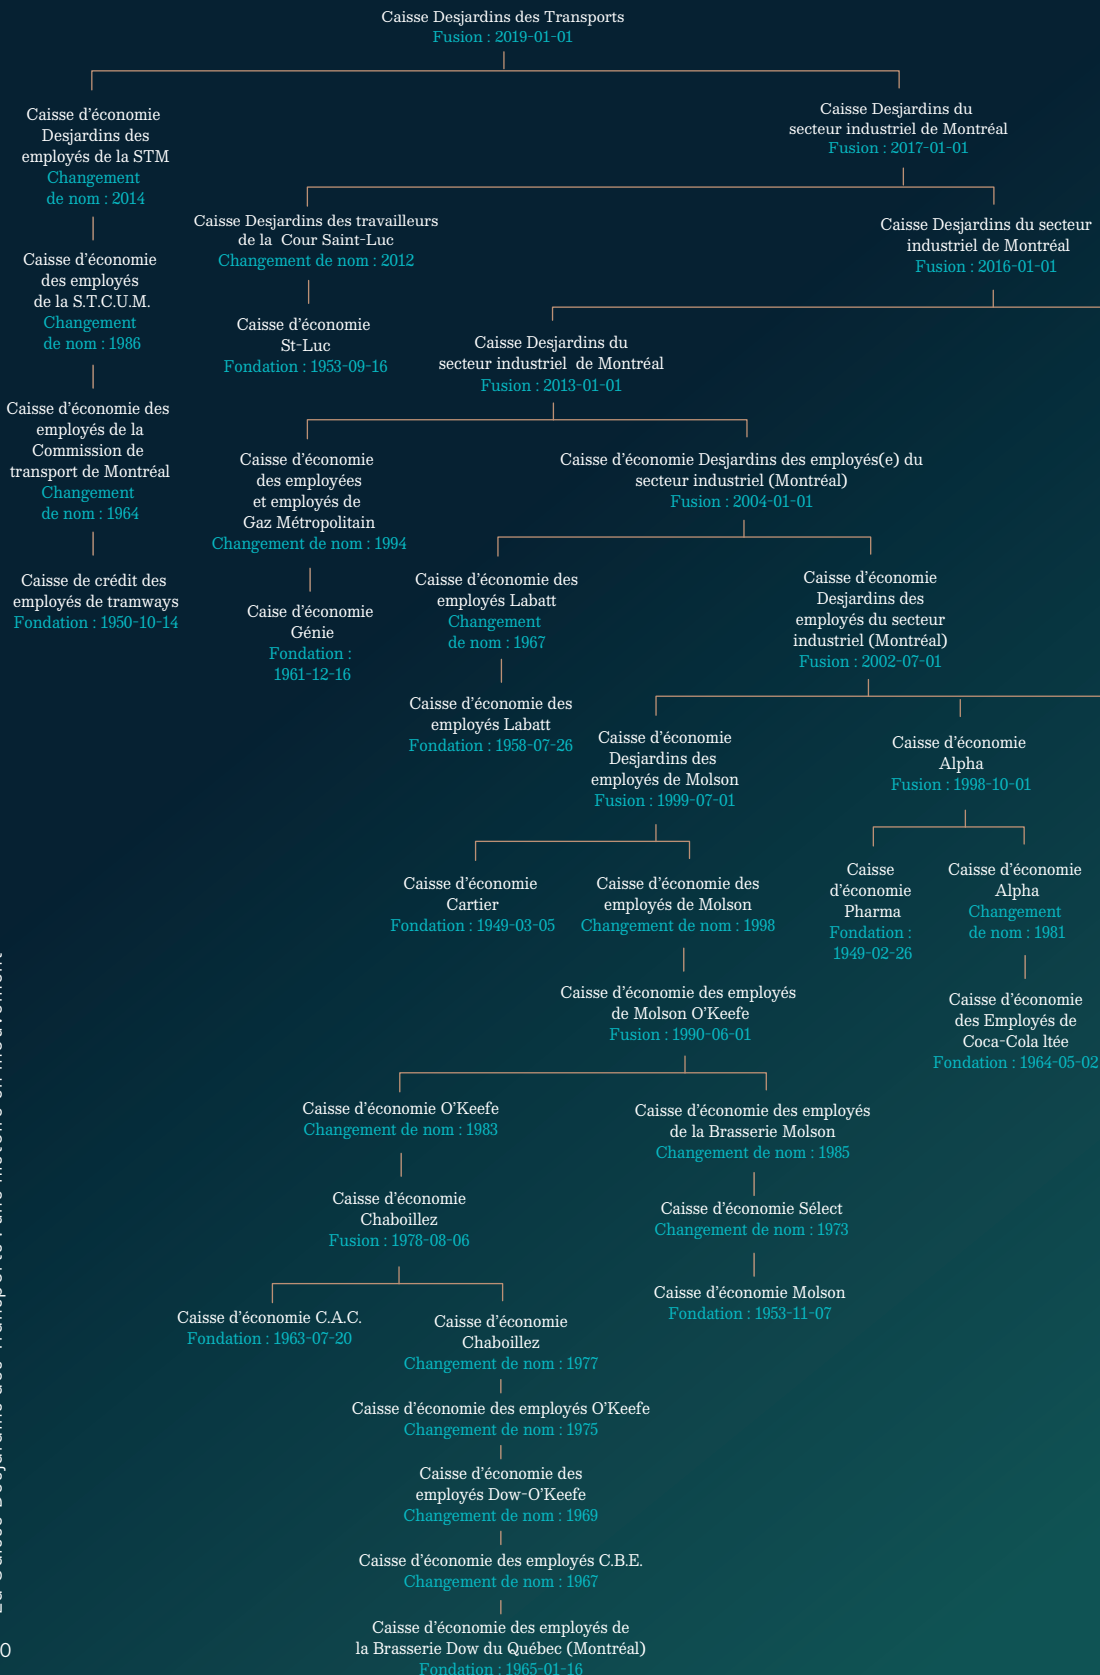 Caisse Desjardins des Transports
Fusion : 2019-01-01
Caisse d'économie
Desjardins des
employés de la STM
Changement
de nom : 2014
Caisse d'économie
des employés
de la S.T.C.U.M.
Changement
de nom : 1986
Caisse d'économie des
employés de la
Commission de
transport de Montréal
Changement
de nom : 1964
Caisse de crédit des
employés de tramways
Fondation : 1950-10-14
Caisse Desjardins du
secteur industriel de Montréal
Fusion : 2017-01-01
Caisse Desjardins des travailleurs
de la Cour Saint-Luc
Changement de nom : 2012
Caisse d'économie
St-Luc
Fondation : 1953-09-16
Caisse Desjardins du secteur
industriel de Montréal
Fusion : 2016-01-01
Caisse Desjardins du
secteur industriel de Montréal
Fusion : 2013-01-01
Caisse d'économie
des employées
et employés de
Gaz Métropolitain
Changement de nom : 1994
Caise d'économie
Génie
Fondation :
1961-12-16
Caisse d'économie Desjardins des employés(e) du
secteur industriel (Montréal)
Fusion : 2004-01-01
Caisse d'économie des
employés Labatt
Changement
de nom : 1967
Caisse d'économie des
employés Labatt
Fondation : 1958-07-26
Caisse d'économie
Desjardins des
employés du secteur
industriel (Montréal)
Fusion : 2002-07-01
Caisse d'économie
Desjardins des
employés de Molson
Fusion : 1999-07-01
Caisse d'économie
Alpha
Fusion : 1998-10-01
Caisse d'économie
Cartier
Fondation : 1949-03-05
Caisse d'économie des
employés de Molson
Changement de nom : 1998
Caisse
d'économie
Pharma
Fondation :
1949-02-26
Caisse d'économie
Alpha
Changement
de nom : 1981
Caisse d'économie
des Employés de
Coca-Cola ltée
Fondation : 1964-05-02
Caisse d'économie des employés
de Molson O'Keefe
Fusion : 1990-06-01
Caisse d'économie O'Keefe
Changement de nom : 1983
Caisse d'économie des employés
de la Brasserie Molson
Changement de nom : 1985
Caisse d'économie
Chaboillez
Fusion : 1978-08-06
Caisse d'économie Sélect
Changement de nom : 1973
Caisse d'économie Molson
Fondation : 1953-11-07
Caisse d'économie C.A.C.
Fondation : 1963-07-20
Caisse d'économie
Chaboillez
Changement de nom : 1977
Caisse d'économie des employés O'Keefe
Changement de nom : 1975
Caisse d'économie des
employés Dow-O'Keefe
Changement de nom : 1969
Caisse d'économie des employés C.B.E.
Changement de nom : 1967
Caisse d'économie des employés de
la Brasserie Dow du Québec (Montréal)
Fondation : 1965-01-16